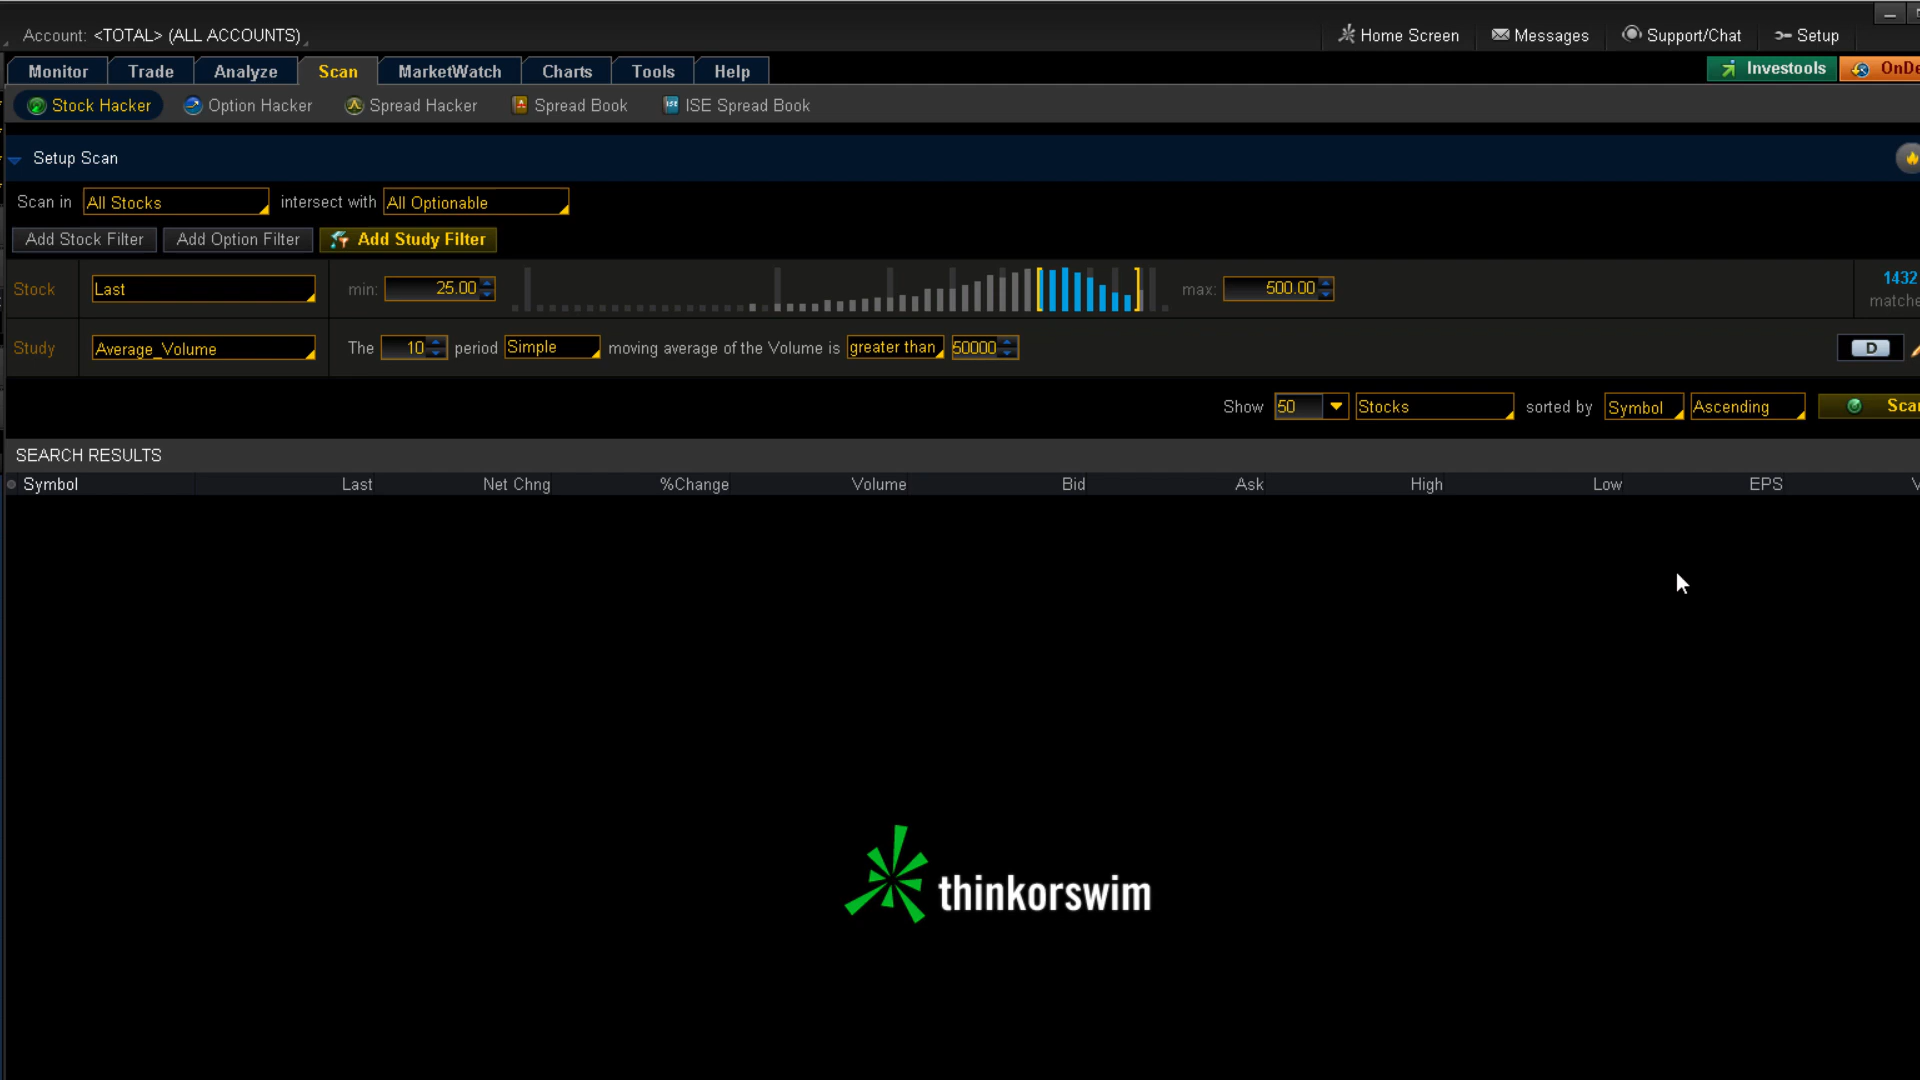 Account: <TOTAL> (ALL ACCOUNTS) Home Screen Messages Support/Chat Setup
Monitor Trade Analyze Scan MarketWatch Charts Tools Help Investools OnDe
Stock Hacker Option Hacker Spread Hacker Spread Book ISE Spread Book
Setup Scan
Scan in All Stocks intersect with All Optionable
Add Stock Filter Add Option Filter Add Study Filter
Stock Last min: 25.00 max: 500.00 1432
matche
Study Average_Volume The 10 period Simple moving average of the Volume is greater than 50000 D
Show 50 Stocks sorted by Symbol Ascending Scan
SEARCH RESULTS
Symbol Last Net Chng %Change Volume Bid Ask High Low EPS V
thinkorswim